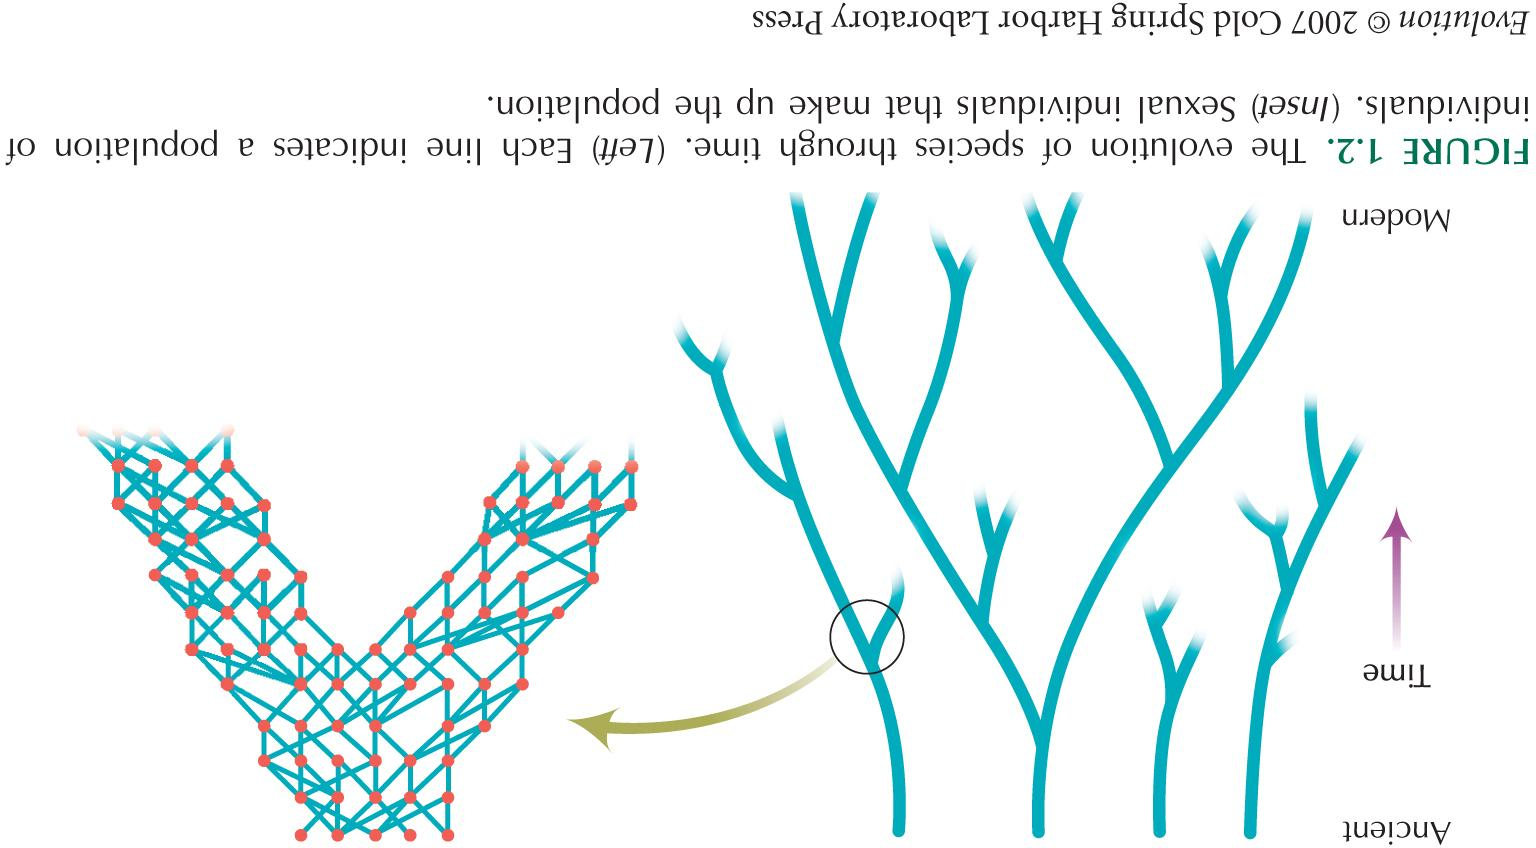 Ancient
Time
Modern
FIGURE 1.2. The evolution of species through time. (Left) Each line indicates a population of
individuals. (Inset) Sexual individuals that make up the population.
Evolution © 2007 Cold Spring Harbor Laboratory Press